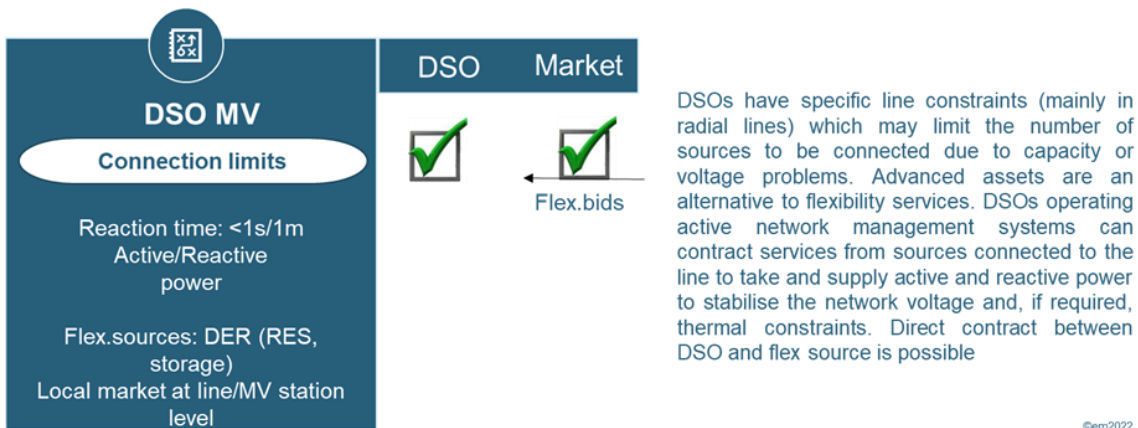 DSO MV
Connection limits
Reaction time: <1s/1m
Active/Reactive
power
Flex.sources: DER (RES,
storage)
Local market at line/MV station
level
DSO
Market
Flex.bids
DSOs have specific line constraints (mainly in
radial lines) which may limit the number of
sources to be connected due to capacity or
voltage problems. Advanced assets are an
alternative to flexibility services. DSOs operating
active network management systems can
contract services from sources connected to the
line to take and supply active and reactive power
to stabilise the network voltage and, if required,
thermal constraints. Direct contract between
DSO and flex source is possible
©em2022